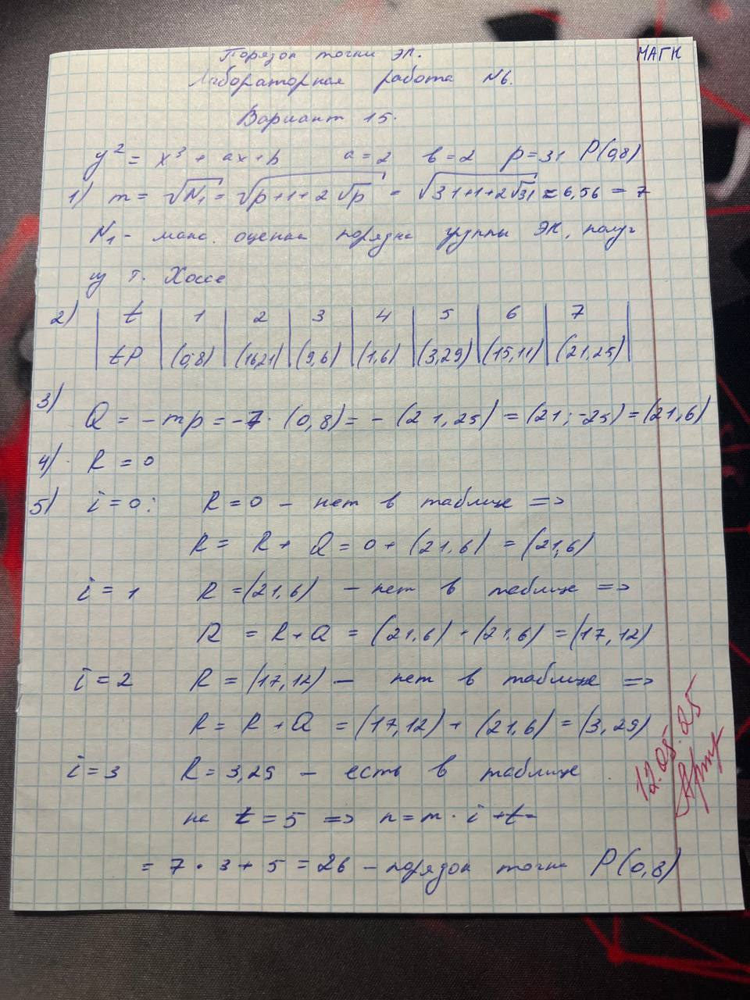 МАГК
Порядок точки ЭК.
Лабораторная работа №6.
Вариант 15.
y² = x³ + ax + b a = 2 b = 2 p = 31 P(0,8)
1) m = √N₁ = √(p+1+2√p) = √(31+1+2√31) ≈ 6,56 = 7
N₁ - макс. оценка порядка группы ЭК, получ
из т. Хассе
2) | t | 1 | 2 | 3 | 4 | 5 | 6 | 7 |
| tP | (0,8) | (16,21) | (9,6) | (1,6) | (3,29) | (15,11) | (21,25) |
3) Q = -mp = -7 · (0,8) = - (21,25) = (21; -25) = (21,6)
4) R = 0
5) i = 0: R = 0 - нет в таблице =>
R = R + Q = 0 + (21,6) = (21,6)
i = 1 R = (21,6) - нет в таблице =>
R = R + Q = (21,6) + (21,6) = (17,12)
i = 2 R = (17,12) - нет в таблице =>
R = R + Q = (17,12) + (21,6) = (3,29)
i = 3 R = 3,29 - есть в таблице
на t = 5 => n = m · i + t =
= 7 · 3 + 5 = 26 - порядок точки P(0,8)
12.05.25